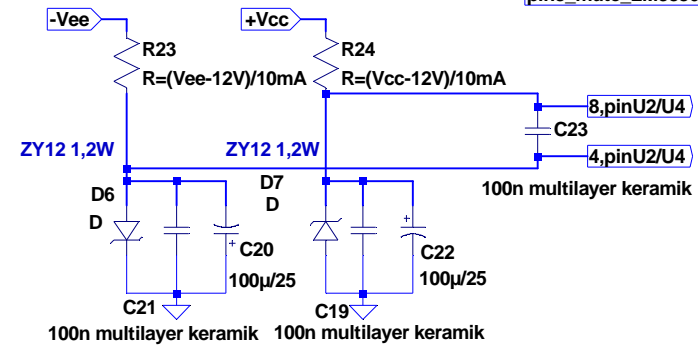 -Vee
+Vcc
R23
R=(Vee-12V)/10mA
R24
R=(Vcc-12V)/10mA
8,pinU2/U4
C23
4,pinU2/U4
ZY12 1,2W
ZY12 1,2W
100n multilayer keramik
D6
D
D7
D
+
C20
100µ/25
+
C22
100µ/25
C21
C19
100n multilayer keramik
100n multilayer keramik